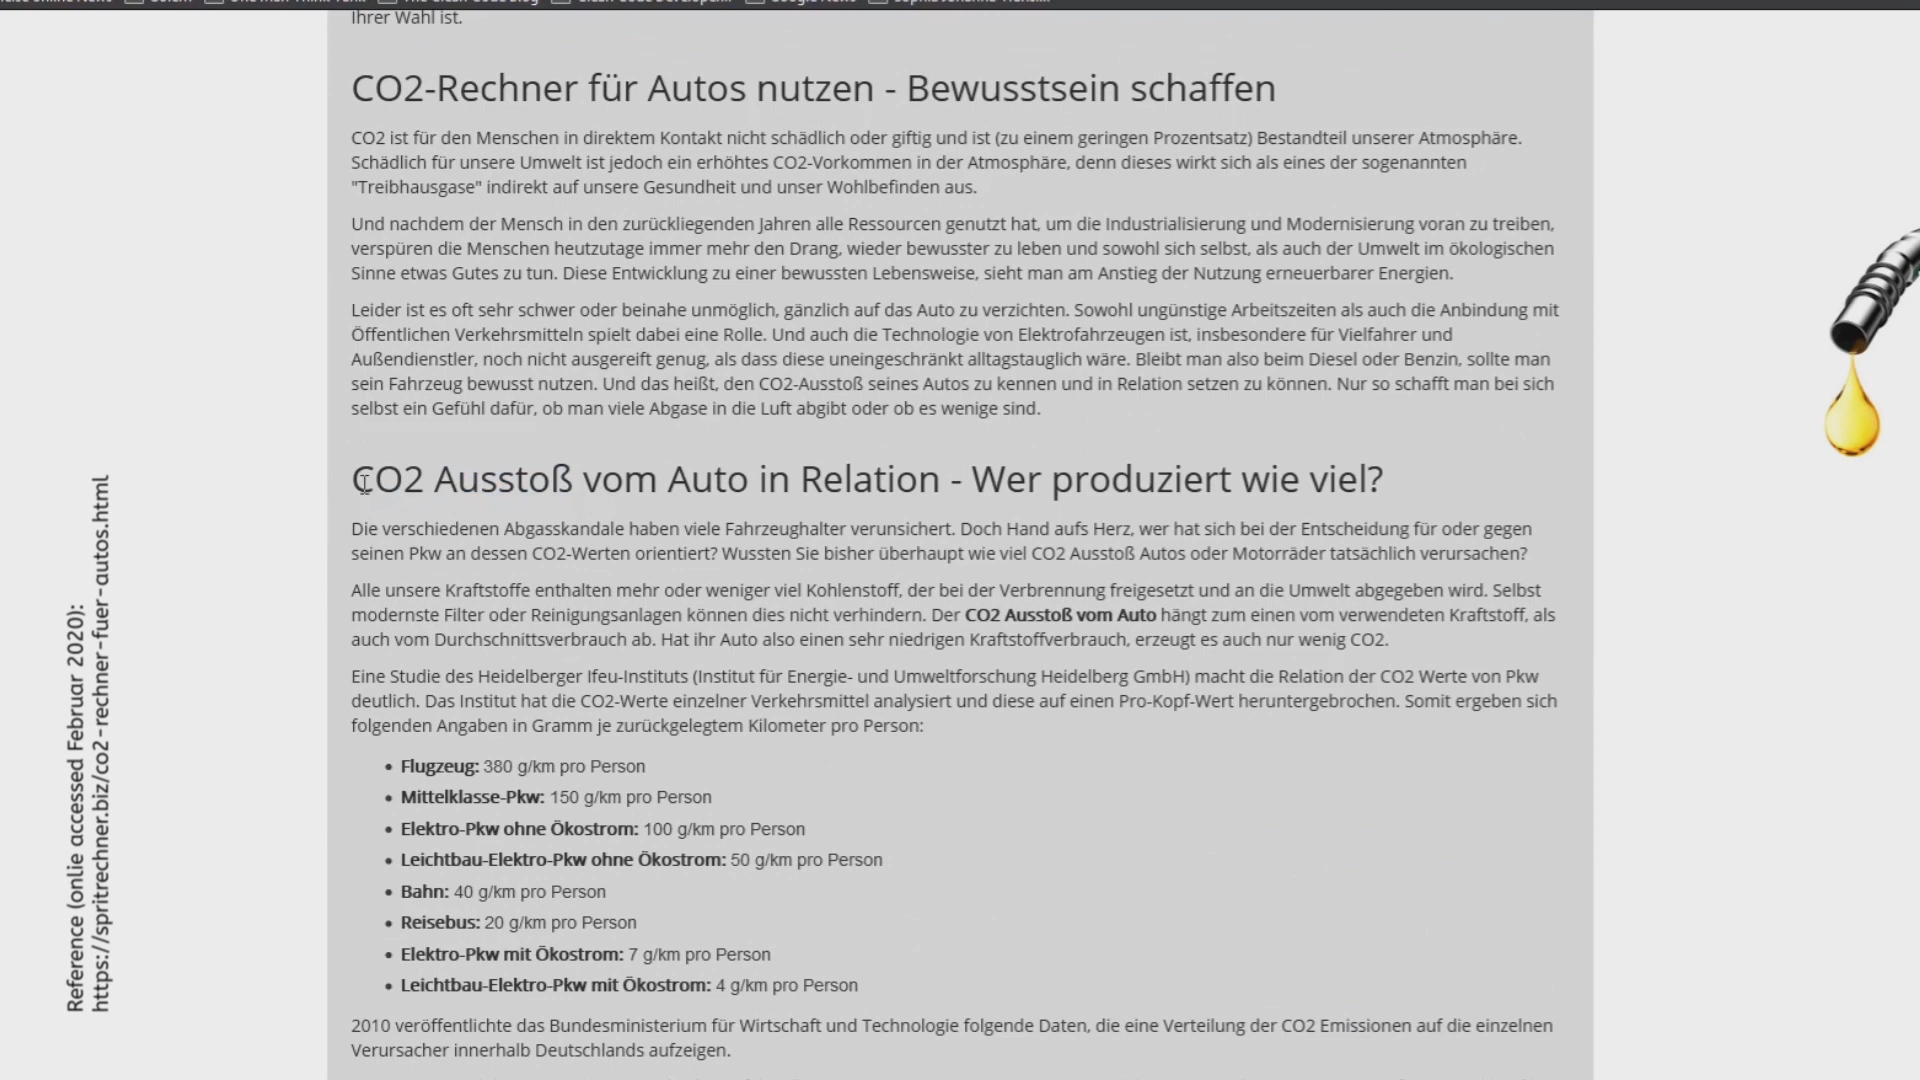 Ihrer Wahl ist.
CO2-Rechner für Autos nutzen - Bewusstsein schaffen
CO2 ist für den Menschen in direktem Kontakt nicht schädlich oder giftig und ist (zu einem geringen Prozentsatz) Bestandteil unserer Atmosphäre.
Schädlich für unsere Umwelt ist jedoch ein erhöhtes CO2-Vorkommen in der Atmosphäre, denn dieses wirkt sich als eines der sogenannten
"Treibhausgase" indirekt auf unsere Gesundheit und unser Wohlbefinden aus.
Und nachdem der Mensch in den zurückliegenden Jahren alle Ressourcen genutzt hat, um die Industrialisierung und Modernisierung voran zu treiben,
verspüren die Menschen heutzutage immer mehr den Drang, wieder bewusster zu leben und sowohl sich selbst, als auch der Umwelt im ökologischen
Sinne etwas Gutes zu tun. Diese Entwicklung zu einer bewussten Lebensweise, sieht man am Anstieg der Nutzung erneuerbarer Energien.
Leider ist es oft sehr schwer oder beinahe unmöglich, gänzlich auf das Auto zu verzichten. Sowohl ungünstige Arbeitszeiten als auch die Anbindung mit
Öffentlichen Verkehrsmitteln spielt dabei eine Rolle. Und auch die Technologie von Elektrofahrzeugen ist, insbesondere für Vielfahrer und
Außendienstler, noch nicht ausgereift genug, als dass diese uneingeschränkt alltagstauglich wäre. Bleibt man also beim Diesel oder Benzin, sollte man
sein Fahrzeug bewusst nutzen. Und das heißt, den CO2-Ausstoß seines Autos zu kennen und in Relation setzen zu können. Nur so schafft man bei sich
selbst ein Gefühl dafür, ob man viele Abgase in die Luft abgibt oder ob es wenige sind.
CO2 Ausstoß vom Auto in Relation - Wer produziert wie viel?
Die verschiedenen Abgasskandale haben viele Fahrzeughalter verunsichert. Doch Hand aufs Herz, wer hat sich bei der Entscheidung für oder gegen
seinen Pkw an dessen CO2-Werten orientiert? Wussten Sie bisher überhaupt wie viel CO2 Ausstoß Autos oder Motorräder tatsächlich verursachen?
Alle unsere Kraftstoffe enthalten mehr oder weniger viel Kohlenstoff, der bei der Verbrennung freigesetzt und an die Umwelt abgegeben wird. Selbst
modernste Filter oder Reinigungsanlagen können dies nicht verhindern. Der CO2 Ausstoß vom Auto hängt zum einen vom verwendeten Kraftstoff, als
auch vom Durchschnittsverbrauch ab. Hat ihr Auto also einen sehr niedrigen Kraftstoffverbrauch, erzeugt es auch nur wenig CO2.
Eine Studie des Heidelberger Ifeu-Instituts (Institut für Energie- und Umweltforschung Heidelberg GmbH) macht die Relation der CO2 Werte von Pkw
deutlich. Das Institut hat die CO2-Werte einzelner Verkehrsmittel analysiert und diese auf einen Pro-Kopf-Wert heruntergebrochen. Somit ergeben sich
folgenden Angaben in Gramm je zurückgelegtem Kilometer pro Person:
• Flugzeug: 380 g/km pro Person
• Mittelklasse-Pkw: 150 g/km pro Person
• Elektro-Pkw ohne Ökostrom: 100 g/km pro Person
• Leichtbau-Elektro-Pkw ohne Ökostrom: 50 g/km pro Person
• Bahn: 40 g/km pro Person
• Reisebus: 20 g/km pro Person
• Elektro-Pkw mit Ökostrom: 7 g/km pro Person
• Leichtbau-Elektro-Pkw mit Ökostrom: 4 g/km pro Person
2010 veröffentlichte das Bundesministerium für Wirtschaft und Technologie folgende Daten, die eine Verteilung der CO2 Emissionen auf die einzelnen
Verursacher innerhalb Deutschlands aufzeigen.
Reference (onlie accessed Februar 2020):
https://spritrechner.biz/co2-rechner-fuer-autos.html